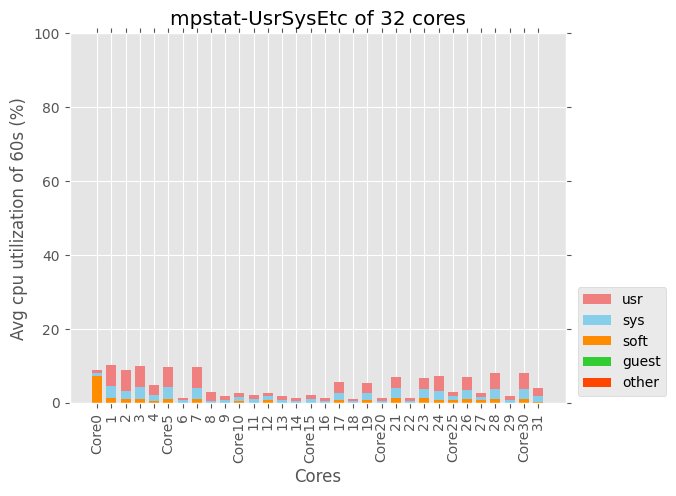 mpstat-UsrSysEtc of 32 cores
Avg cpu utilization of 60s (%)
100
80
60
40
20
0
Core0
1
2
3
4
Core5
6
7
8
9
Core10
11
12
13
14
Core15
16
17
18
19
Core20
21
22
23
24
Core25
26
27
28
29
Core30
31
Cores
usr
sys
soft
guest
other